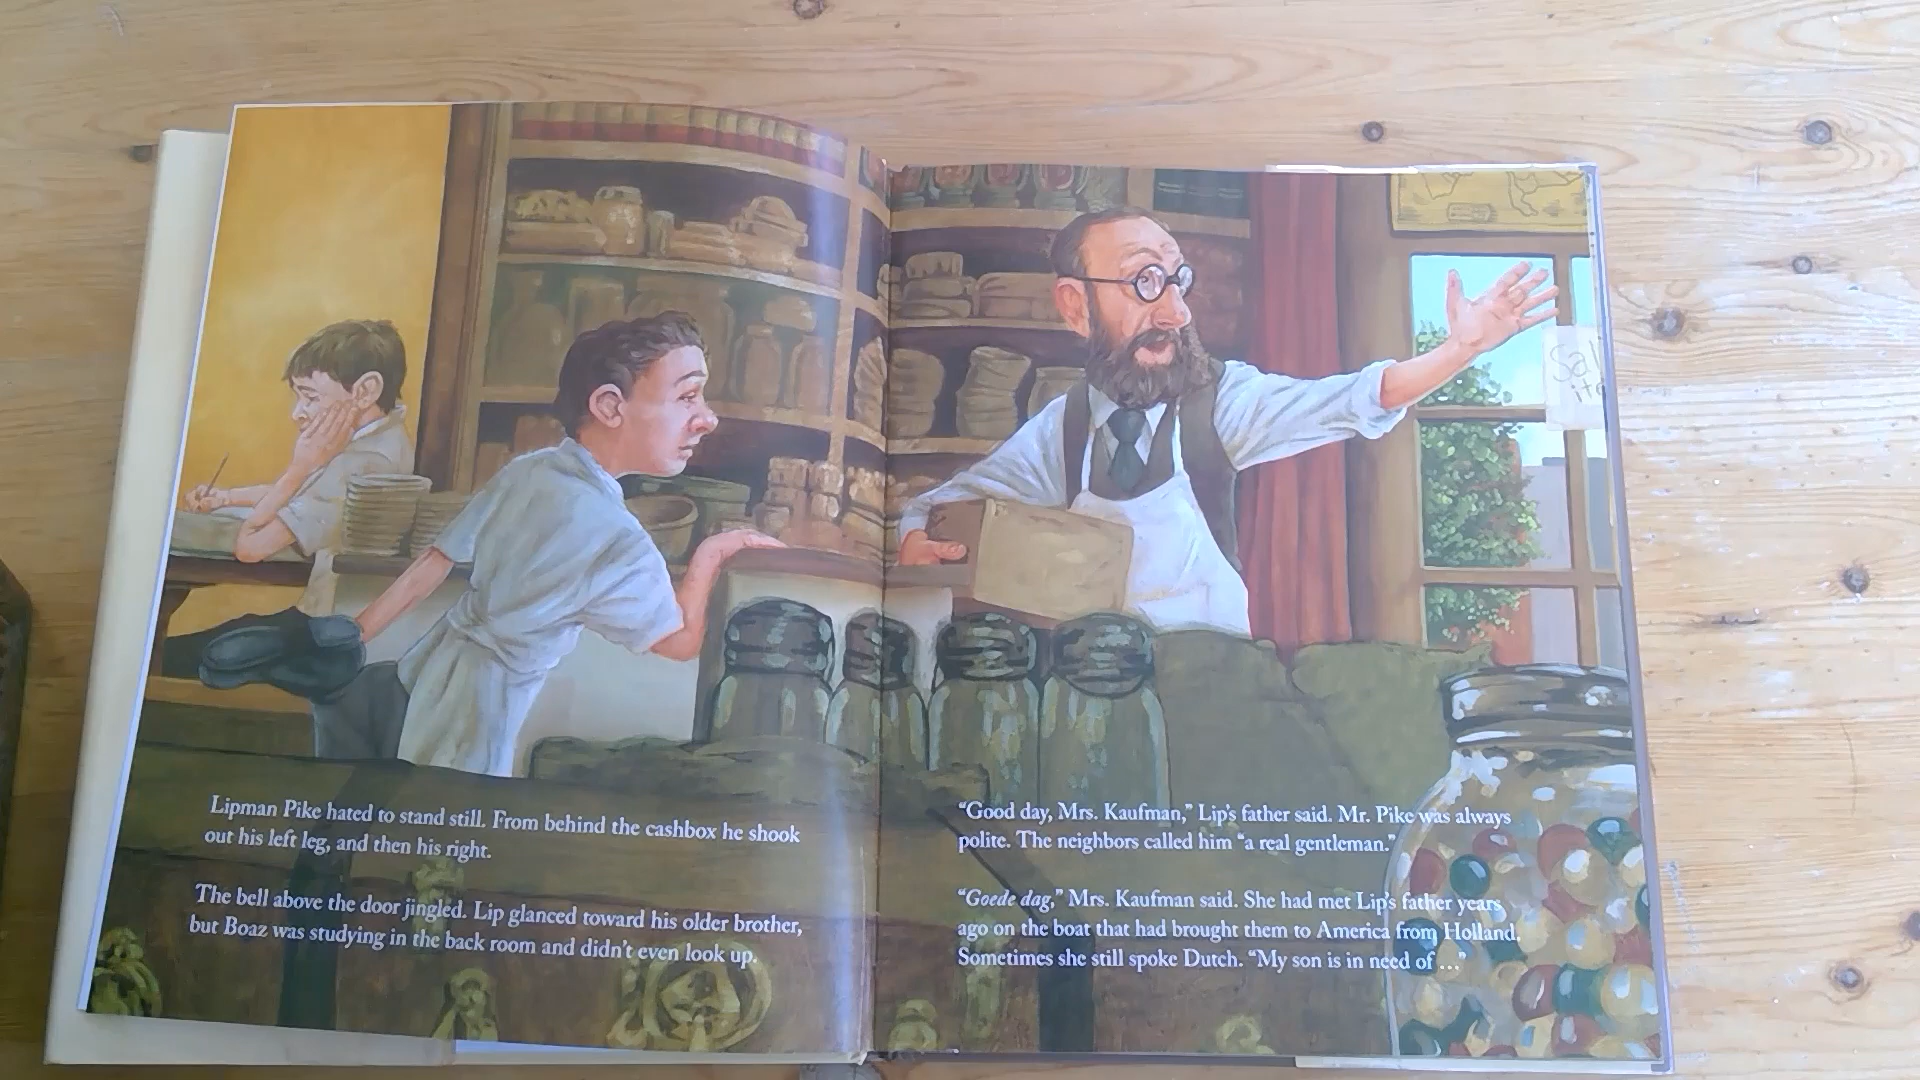 Sal
ite
Lipman Pike hated to stand still. From behind the cashbox he shook
out his left leg, and then his right.
The bell above the door jingled. Lip glanced toward his older brother,
but Boaz was studying in the back room and didn't even look up.
“Good day, Mrs. Kaufman,” Lip's father said. Mr. Pike was always
polite. The neighbors called him “a real gentleman.”
“Goede dag,” Mrs. Kaufman said. She had met Lip's father years
ago on the boat that had brought them to America from Holland.
Sometimes she still spoke Dutch. “My son is in need of ...”